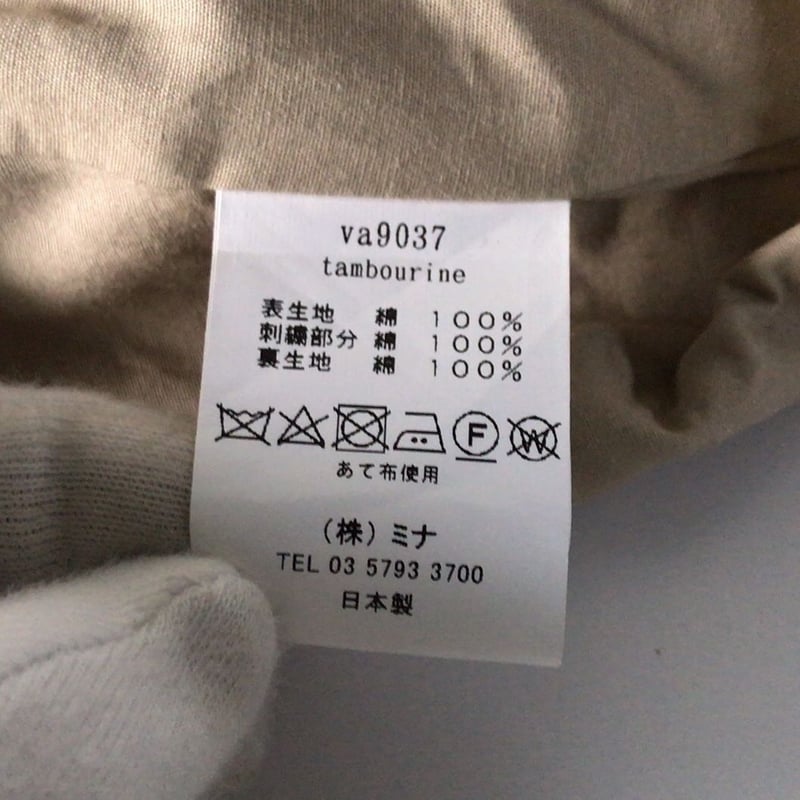 va9037
tambourine
表生地 綿 100%
刺繍部分 綿 100%
裏生地 綿 100%
F W
あて布使用
(株)ミナ
TEL 03 5793 3700
日本製